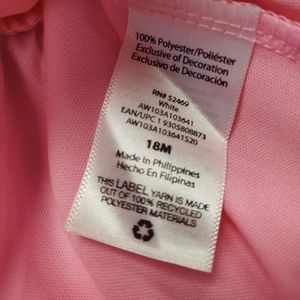 100% Polyester/Poliéster
Exclusive of Decoration
Exclusivo de Decoración
RN# 52469
White
AW103A103641
EAN/UPC 1 9305808873
AW103A103641520
18M
Made in Philippines
Hecho En Filipinas
THIS LABEL YARN IS MADE
OUT OF 100% RECYCLED
POLYESTER MATERIALS